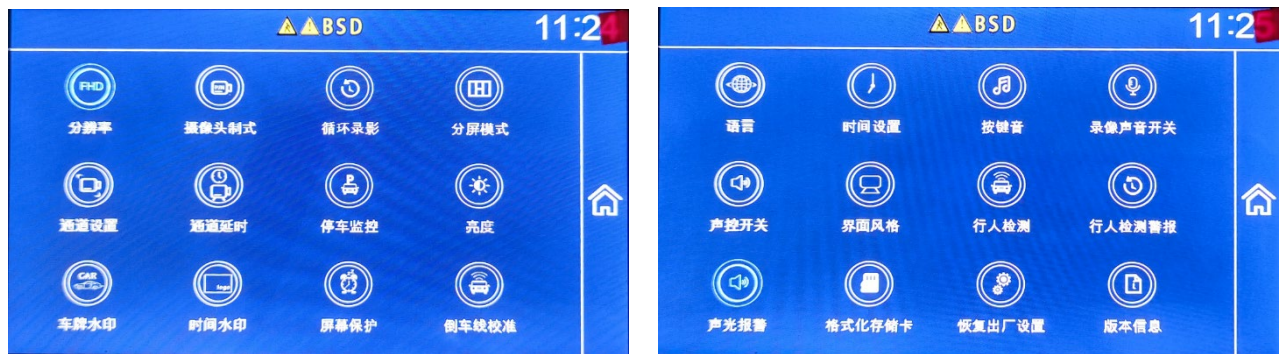 BSD 11:24
FHD
分辨率 摄像头制式 循环录影 分屏模式
P
通道设置 通道延时 停车监控 亮度
CAR
logo
车牌水印 时间水印 屏幕保护 倒车线校准
BSD 11:25
语言 时间设置 按键音 录像声音开关
声控开关 界面风格 行人检测 行人检测警报
声光报警 格式化存储卡 恢复出厂设置 版本信息